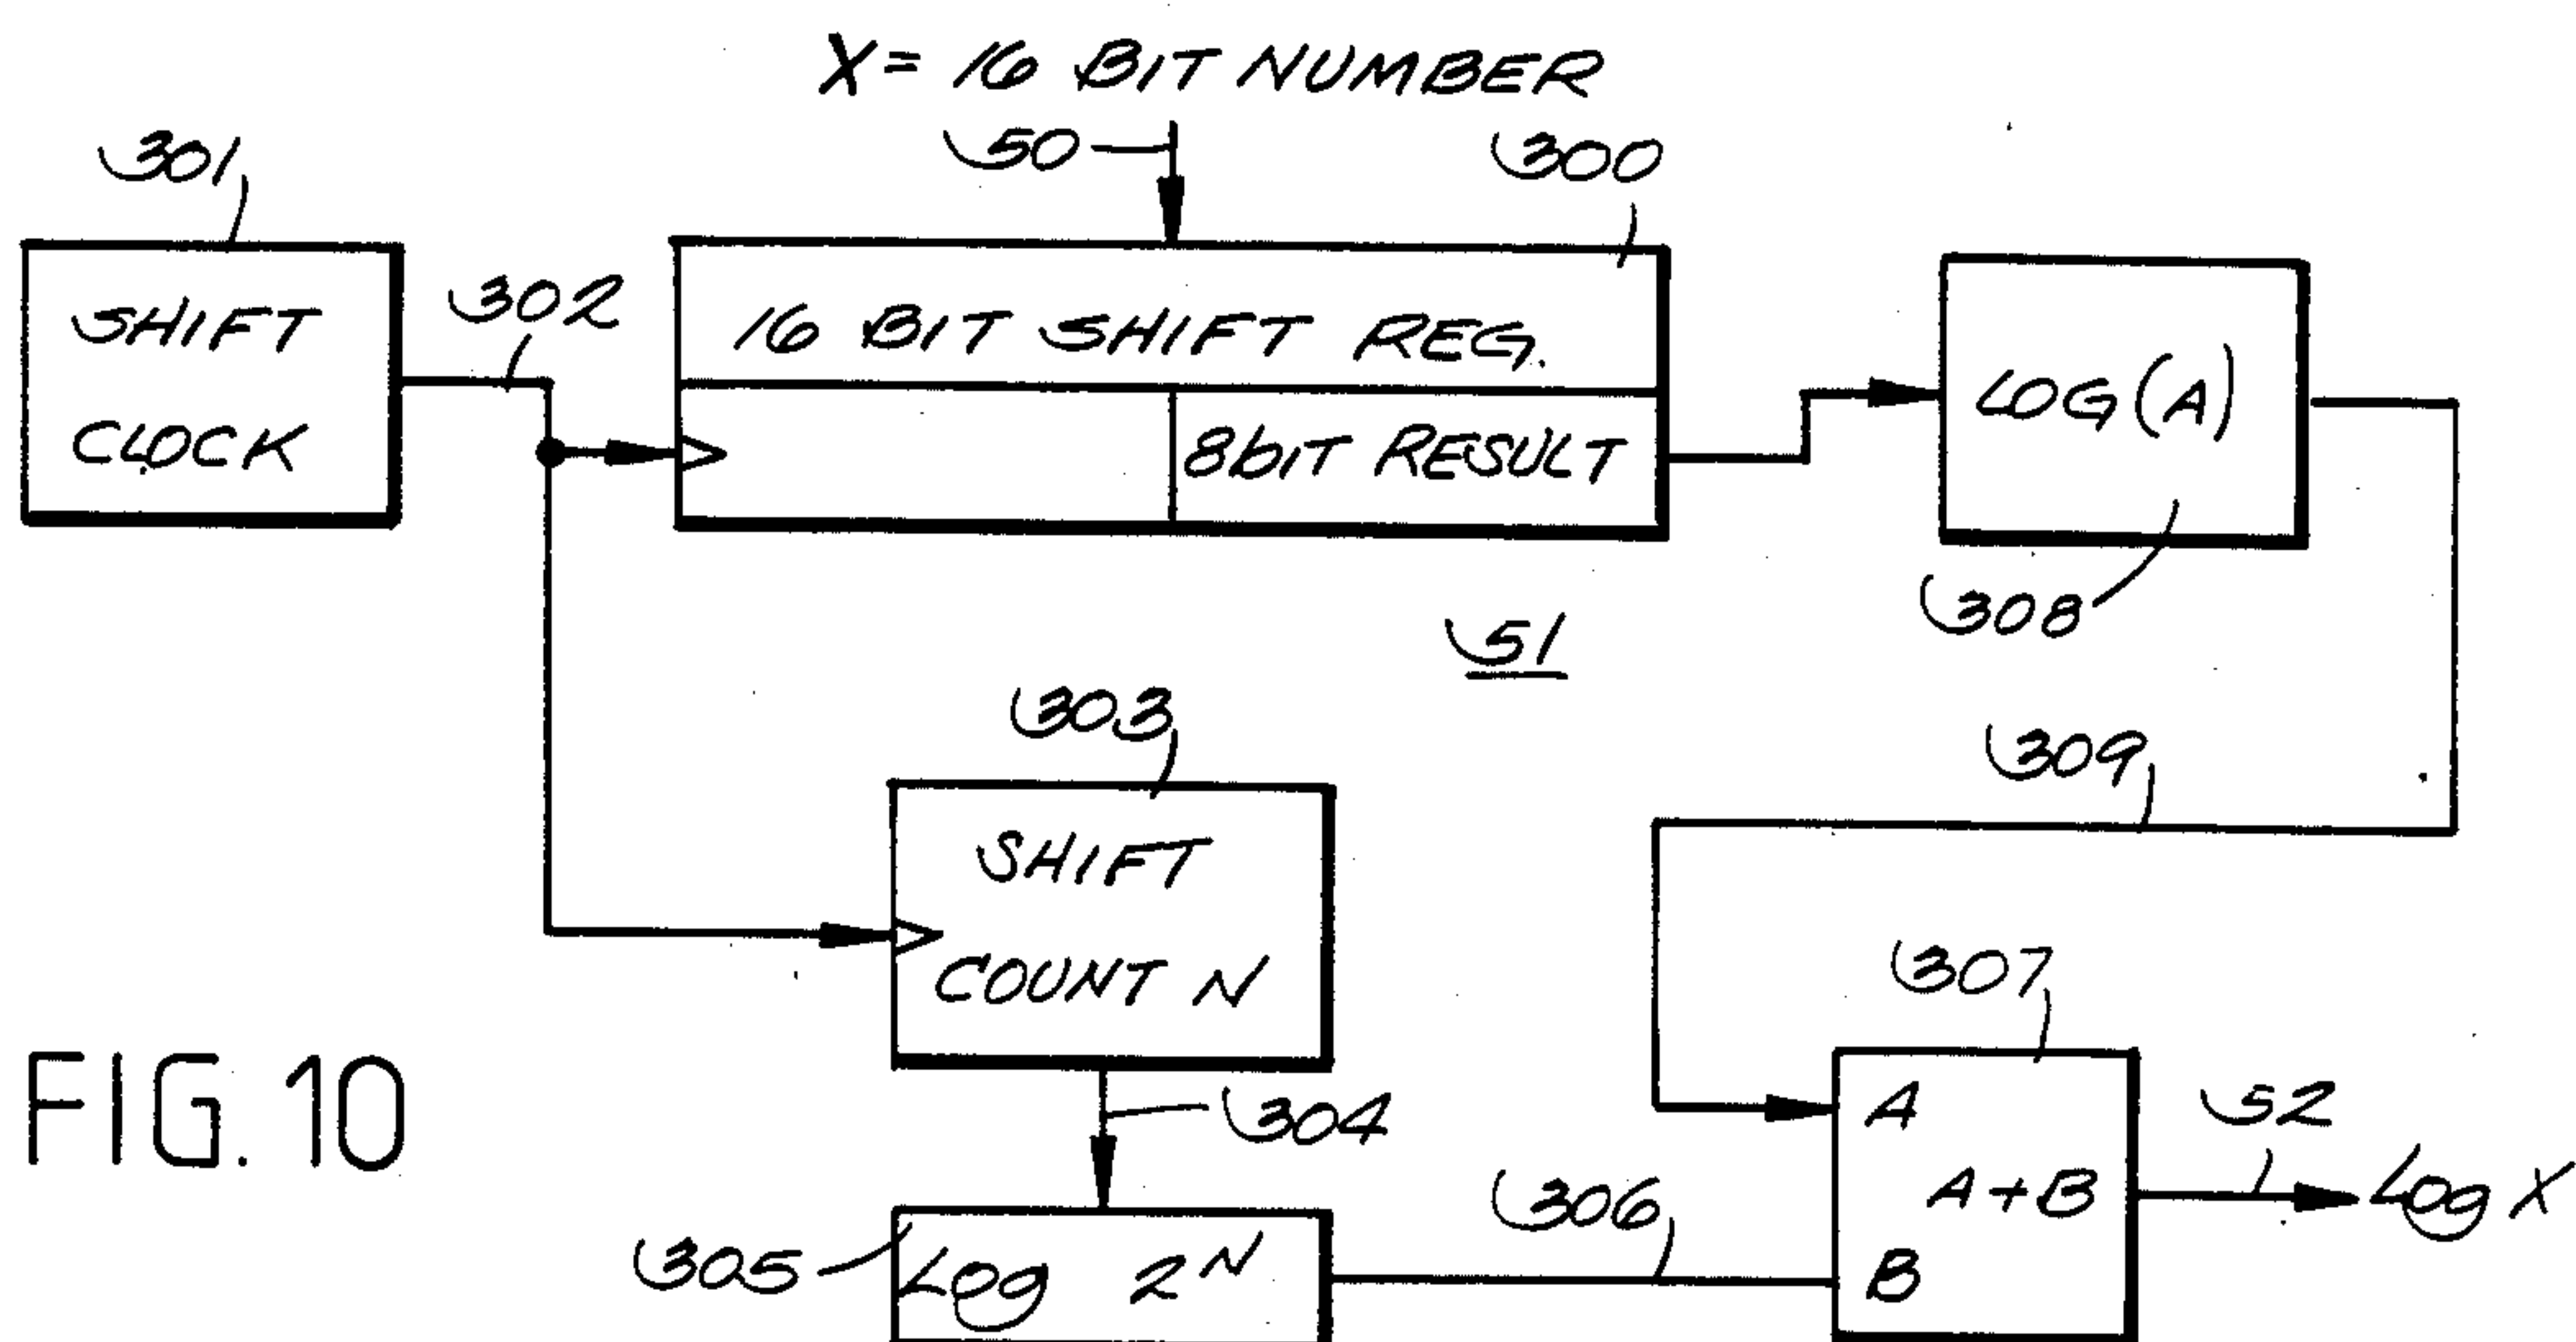 X = 16 BIT NUMBER
301
50
300
302
SHIFT
CLOCK
16 BIT SHIFT REG.
8bit RESULT
LOG (A)
308
51
303
309
SHIFT
COUNT N
307
304
A
52
A+B
Log X
306
305
Log 2^N
B
FIG. 10